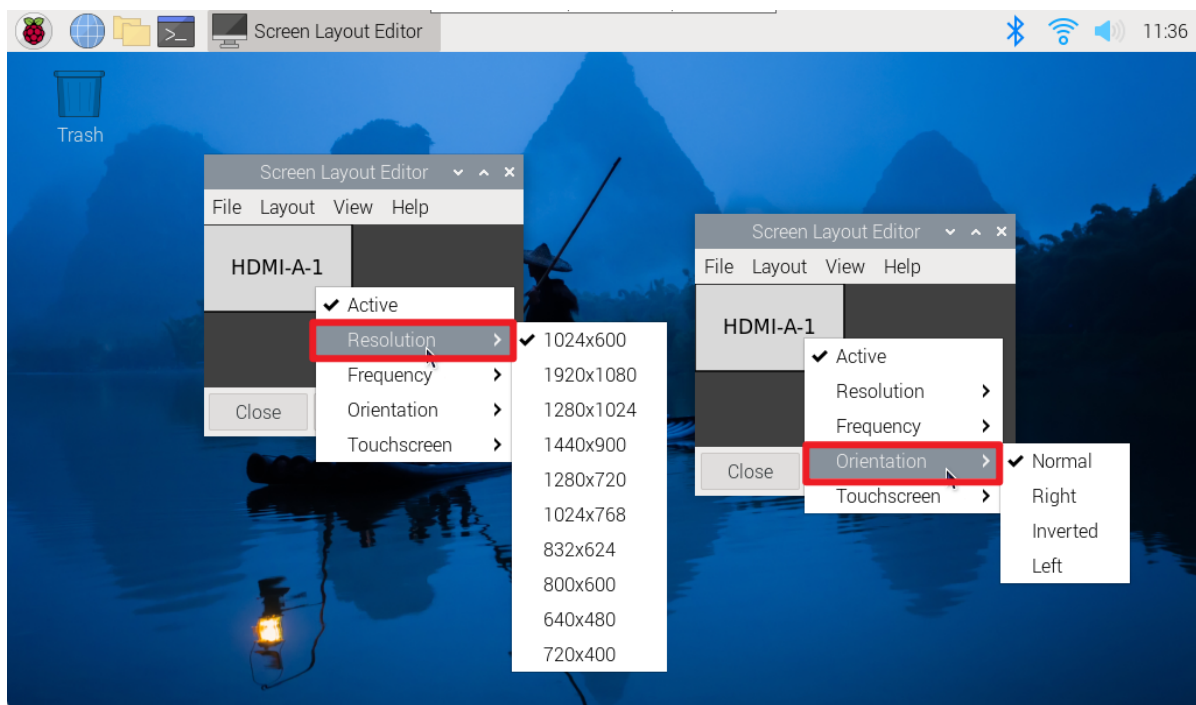 Screen Layout Editor
11:36
Trash
Screen Layout Editor
File Layout View Help
HDMI-A-1
Active
Resolution
Frequency
Orientation
Touchscreen
Close
1024x600
1920x1080
1280x1024
1440x900
1280x720
1024x768
832x624
800x600
640x480
720x400
Screen Layout Editor
File Layout View Help
HDMI-A-1
Active
Resolution
Frequency
Orientation
Touchscreen
Close
Normal
Right
Inverted
Left